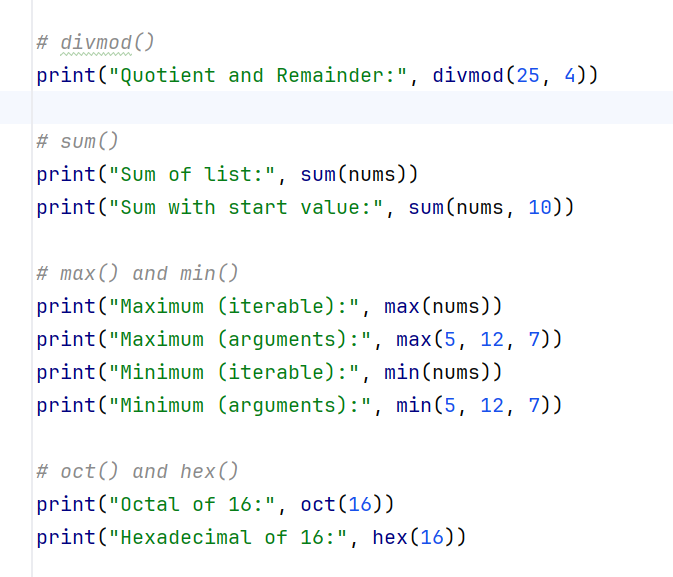 # divmod()
print("Quotient and Remainder:", divmod(25, 4))
# sum()
print("Sum of list:", sum(nums))
print("Sum with start value:", sum(nums, 10))
# max() and min()
print("Maximum (iterable):", max(nums))
print("Maximum (arguments):", max(5, 12, 7))
print("Minimum (iterable):", min(nums))
print("Minimum (arguments):", min(5, 12, 7))
# oct() and hex()
print("Octal of 16:", oct(16))
print("Hexadecimal of 16:", hex(16))